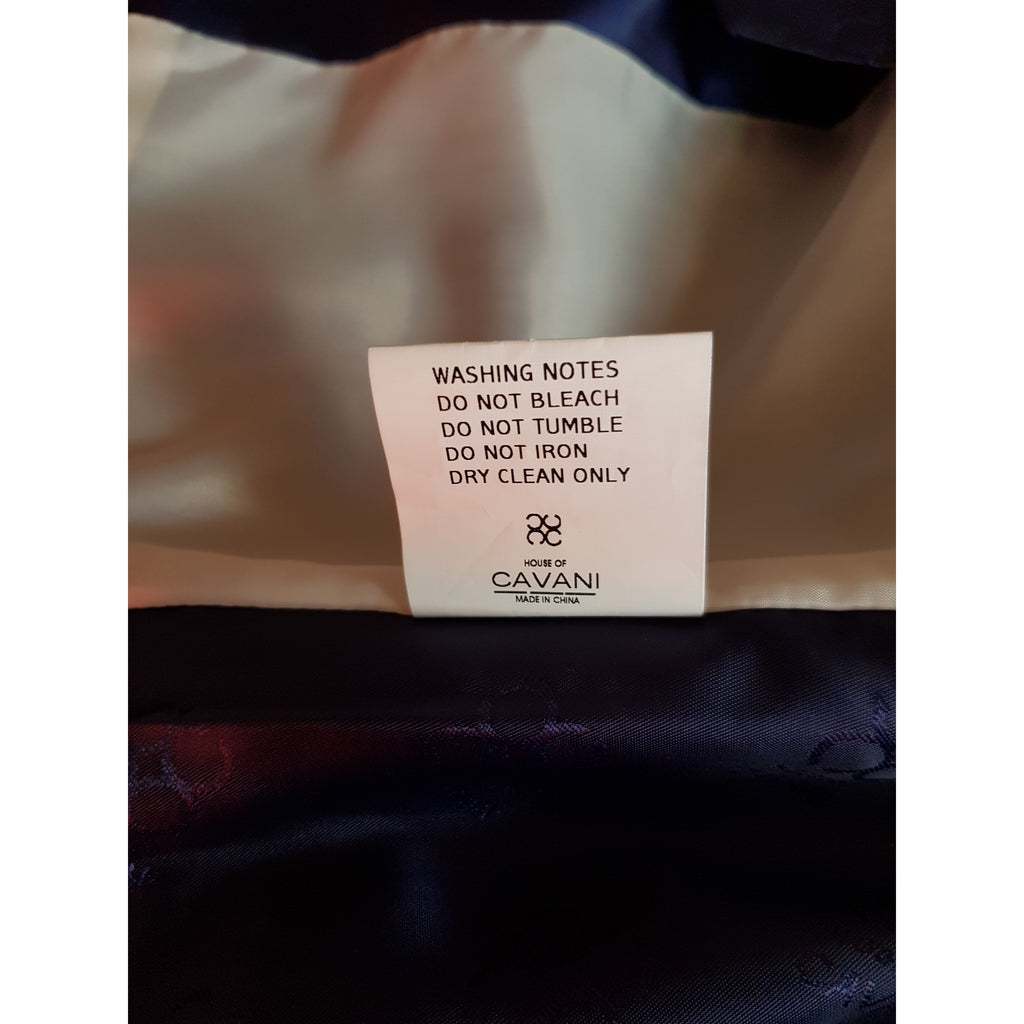 WASHING NOTES
DO NOT BLEACH
DO NOT TUMBLE
DO NOT IRON
DRY CLEAN ONLY
HOUSE OF
CAVANI
MADE IN CHINA